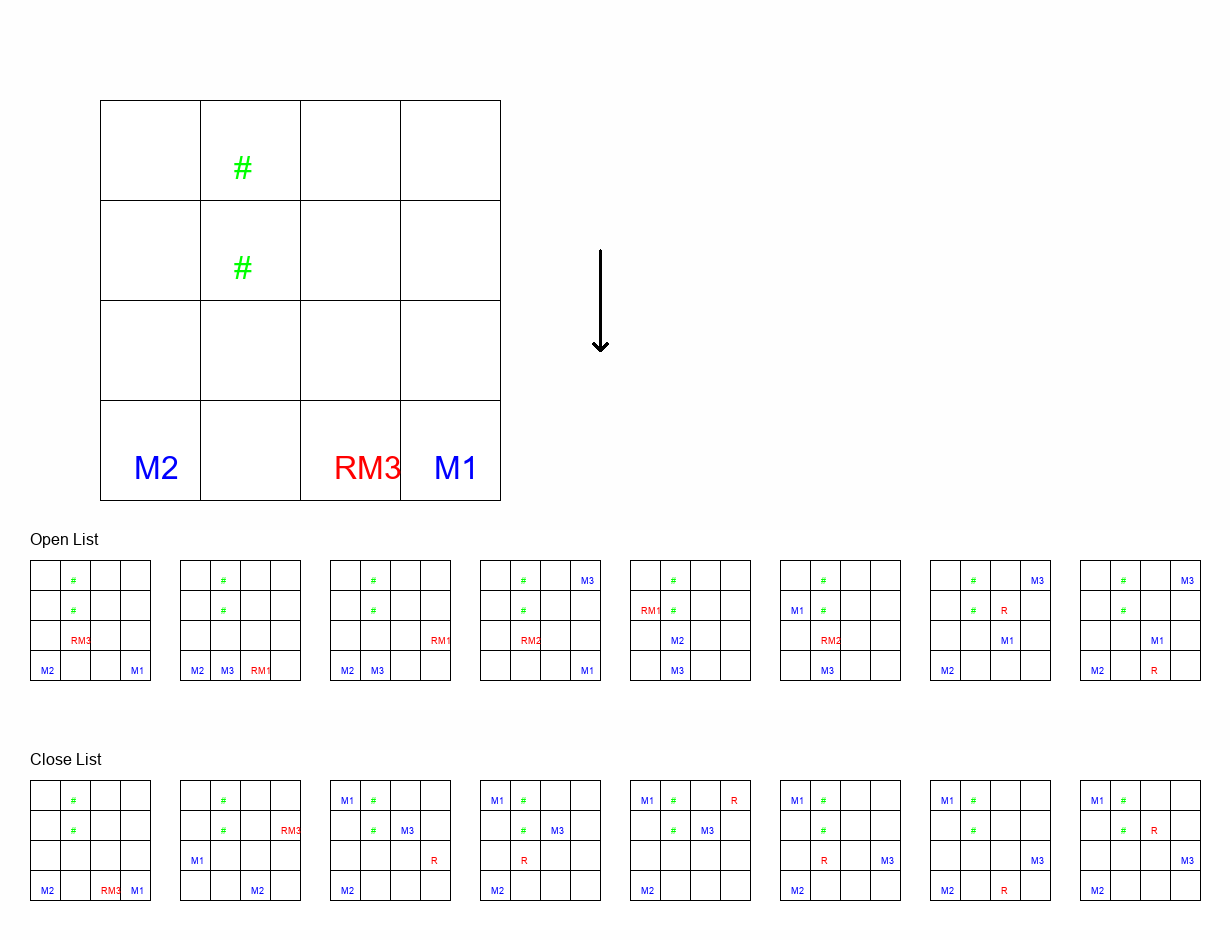 #
#
M2 RM3 M1
Open List
# # # # M3 # # # M3 # M3
# # # # RM1 # M1 # # R #
RM3 RM1 RM2 M2 RM2 M1 M1
M2 M1 M2 M3 RM1 M2 M3 M1 M3 M3 M2 M2 R
Close List
# # M1 # M1 # M1 # R M1 # M1 # M1 #
# # RM3 # M3 # M3 # M3 # # # R
M1 R R R M3 M3 M3
M2 RM3 M1 M2 M2 M2 M2 M2 M2 R M2